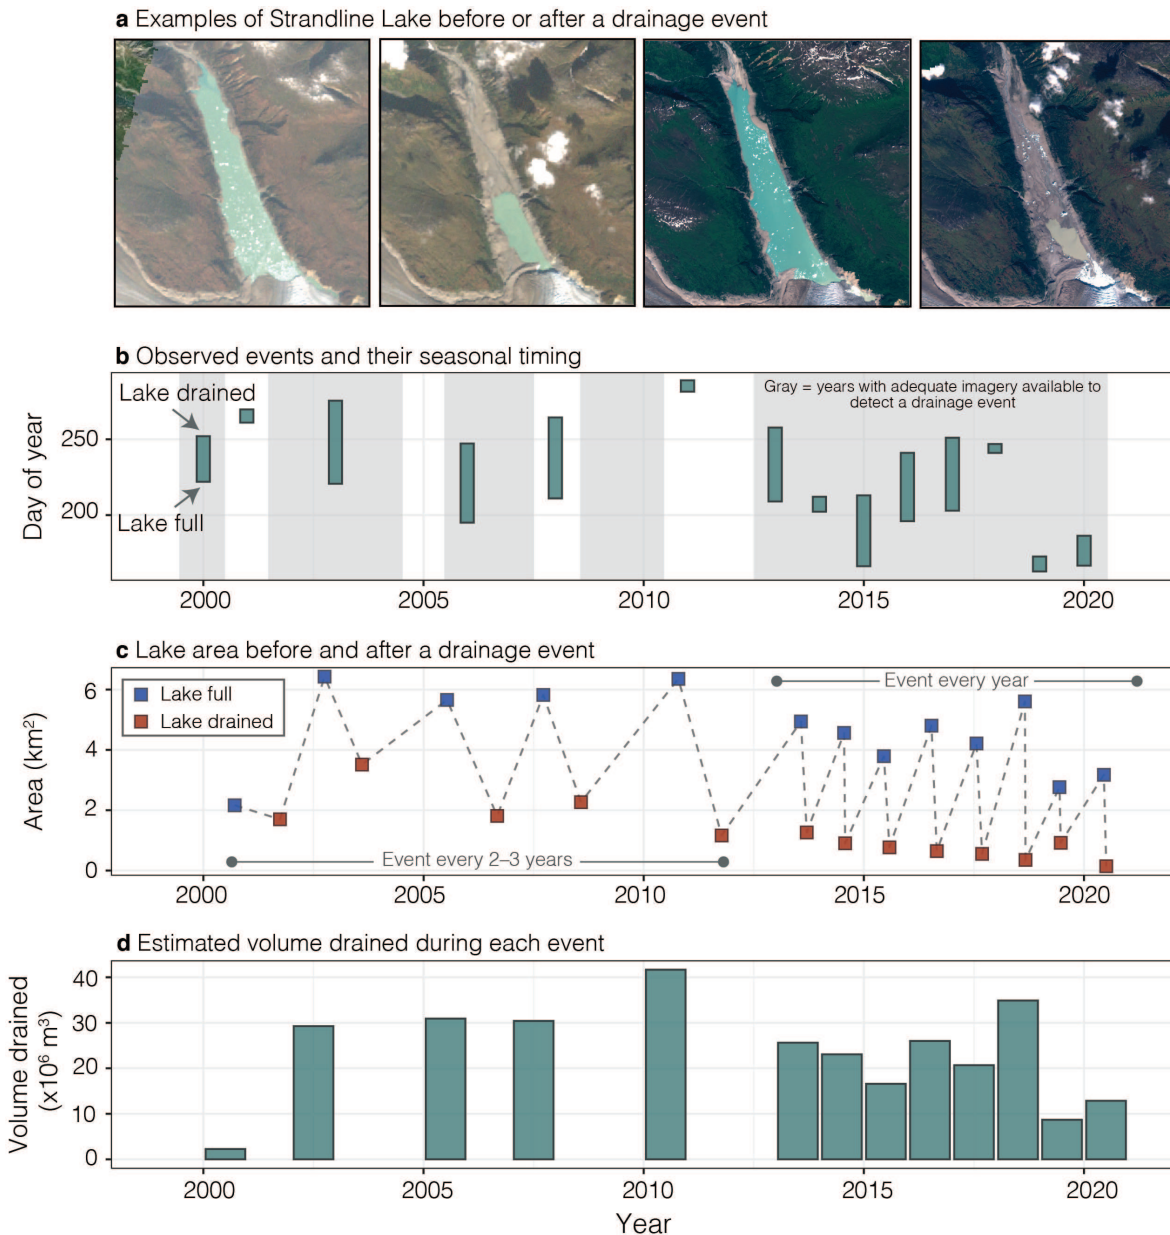 a Examples of Strandline Lake before or after a drainage event
b Observed events and their seasonal timing
Lake drained
Gray = years with adequate imagery available to
detect a drainage event
250
Day of year
200
Lake full
2000 2005 2010 2015 2020
c Lake area before and after a drainage event
6
Lake full
Event every year
Lake drained
4
Area (km²)
2
Event every 2–3 years
0
2000 2005 2010 2015 2020
d Estimated volume drained during each event
40
30
Volume drained
(x10⁶ m³)
20
10
0
2000 2005 2010 2015 2020
Year